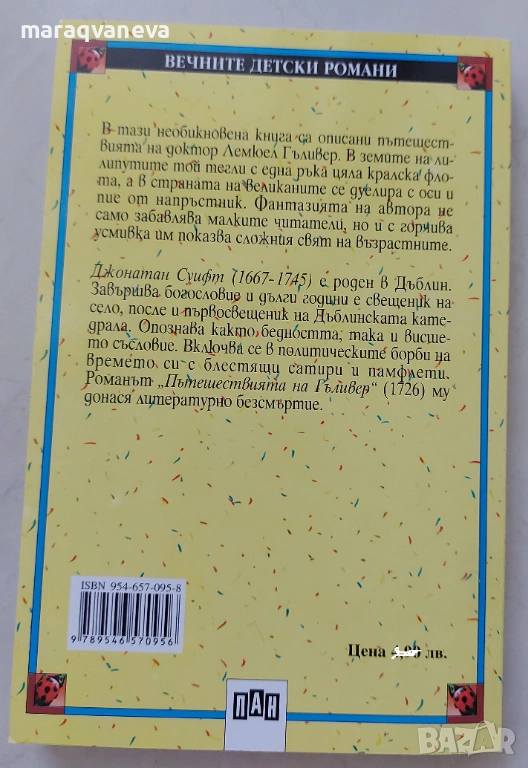 maraqvaneva
ВЕЧНИТЕ ДЕТСКИ РОМАНИ
В тази необикновена книга са описани пътешест-
вията на доктор Лемюел Гъливер. В земите на ли-
липутите той тегли с една ръка цяла кралска фло-
та, а в страната на великаните се дуелира с оси и
пие от напръстник. Фантазията на автора не
само забавлява малките читатели, но и с горчива
усмивка им показва сложния свят на възрастните.
Джонатан Суифт (1667-1745) е роден в Дъблин.
Завършва богословие и дълги години е свещеник на
село, после и първосвещеник на Дъблинската кате-
драла. Опознава както бедността, така и висше-
то съсловие. Включва се в политическите борби на
времето си с блестящи сатири и памфлети.
Романът „Пътешествията на Гъливер“ (1726) му
донася литературно безсмъртие.
ISBN 954-657-095-8
9 789546 570956
Цена лв.
ПАН
BAZAR